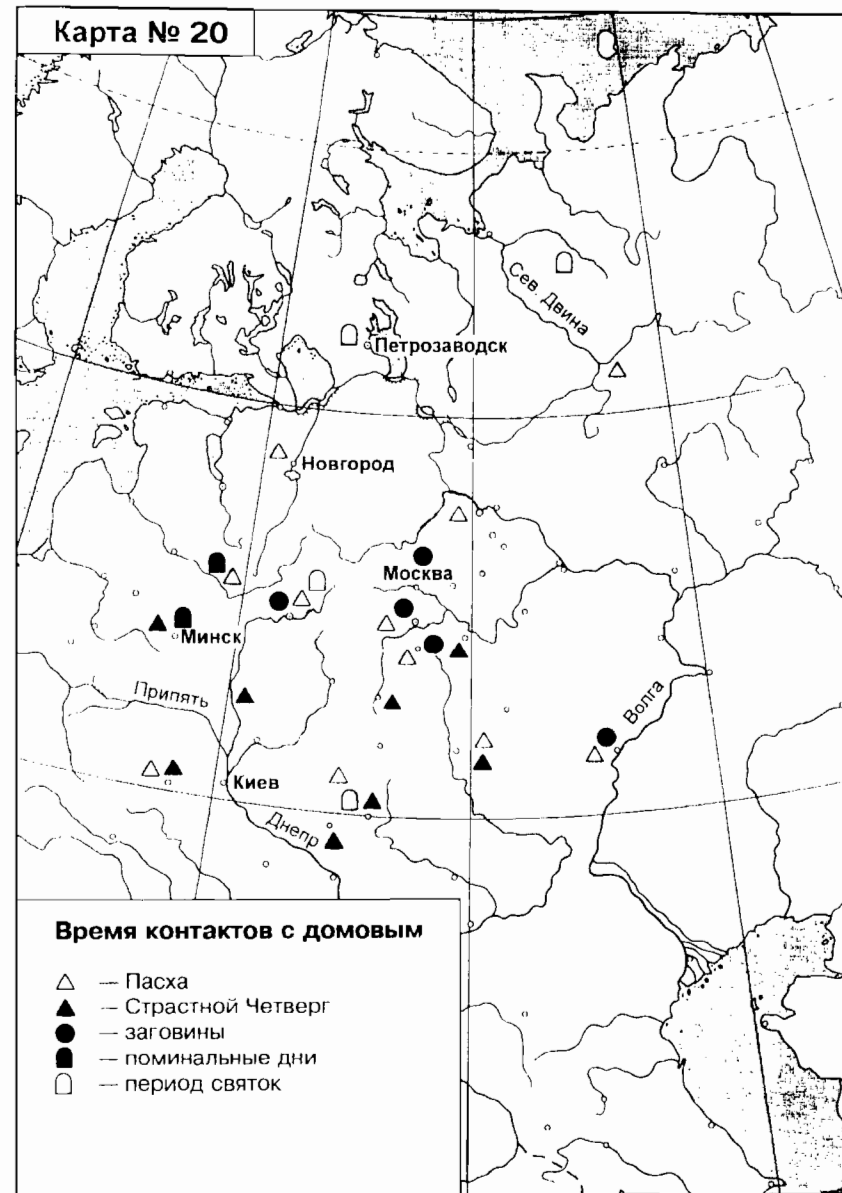 Карта № 20
Сев. Двина
Петрозаводск
Новгород
Москва
Минск
Припять
Волга
Киев
Днепр
Время контактов с домовым
△ — Пасха
▲ — Страстной Четверг
● — заговины
— поминальные дни
— период святок